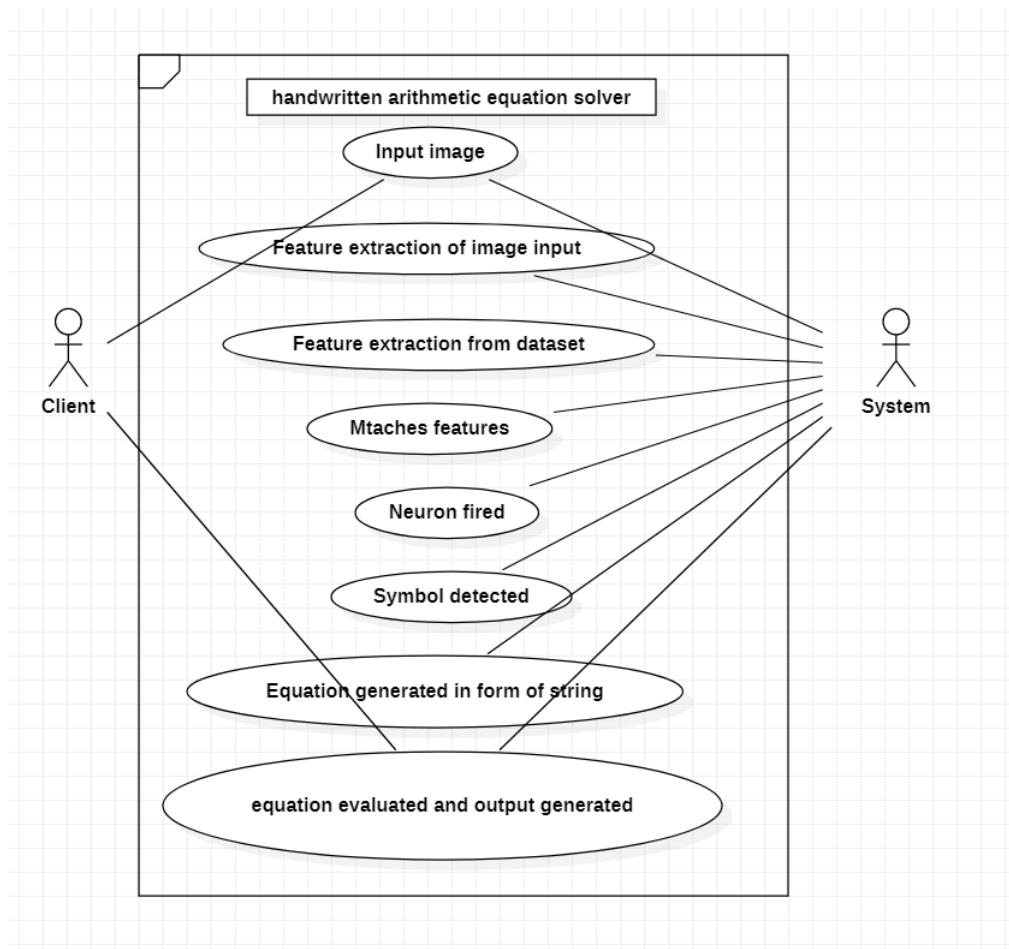 handwritten arithmetic equation solver
Input image
Feature extraction of image input
Feature extraction from dataset
Client
System
Mtaches features
Neuron fired
Symbol detected
Equation generated in form of string
equation evaluated and output generated